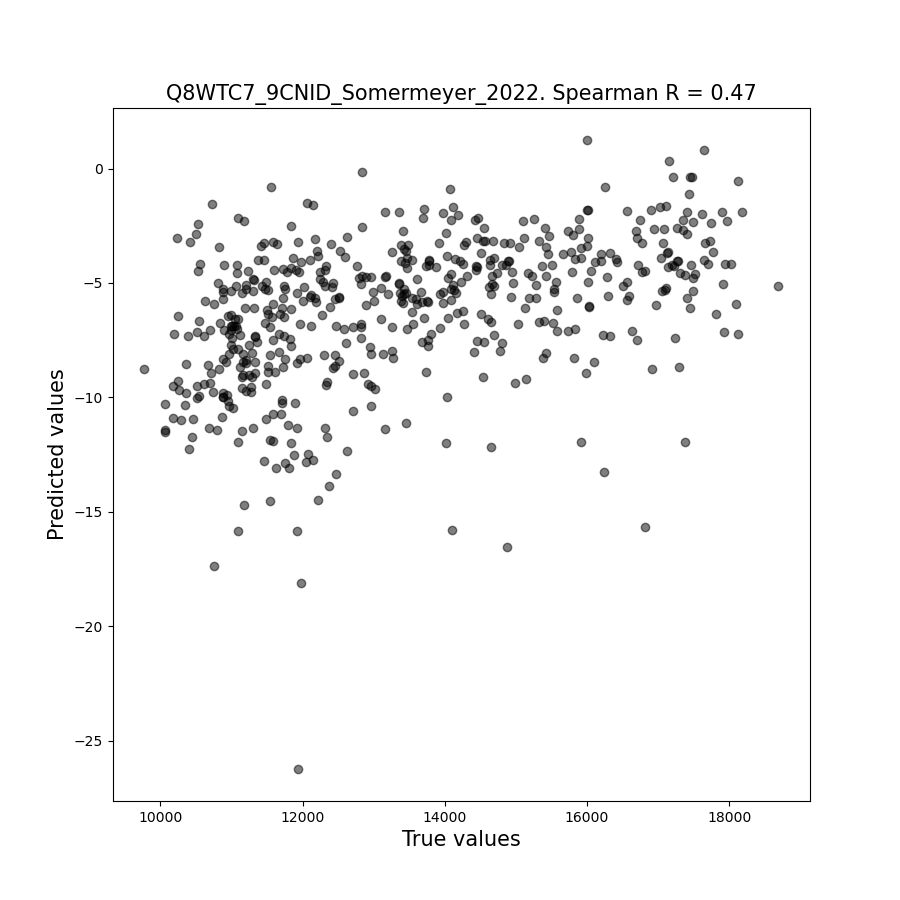 Q8WTC7_9CNID_Somermeyer_2022. Spearman R = 0.47
0
−5
−10
−15
−20
−25
Predicted values
10000 12000 14000 16000 18000
True values